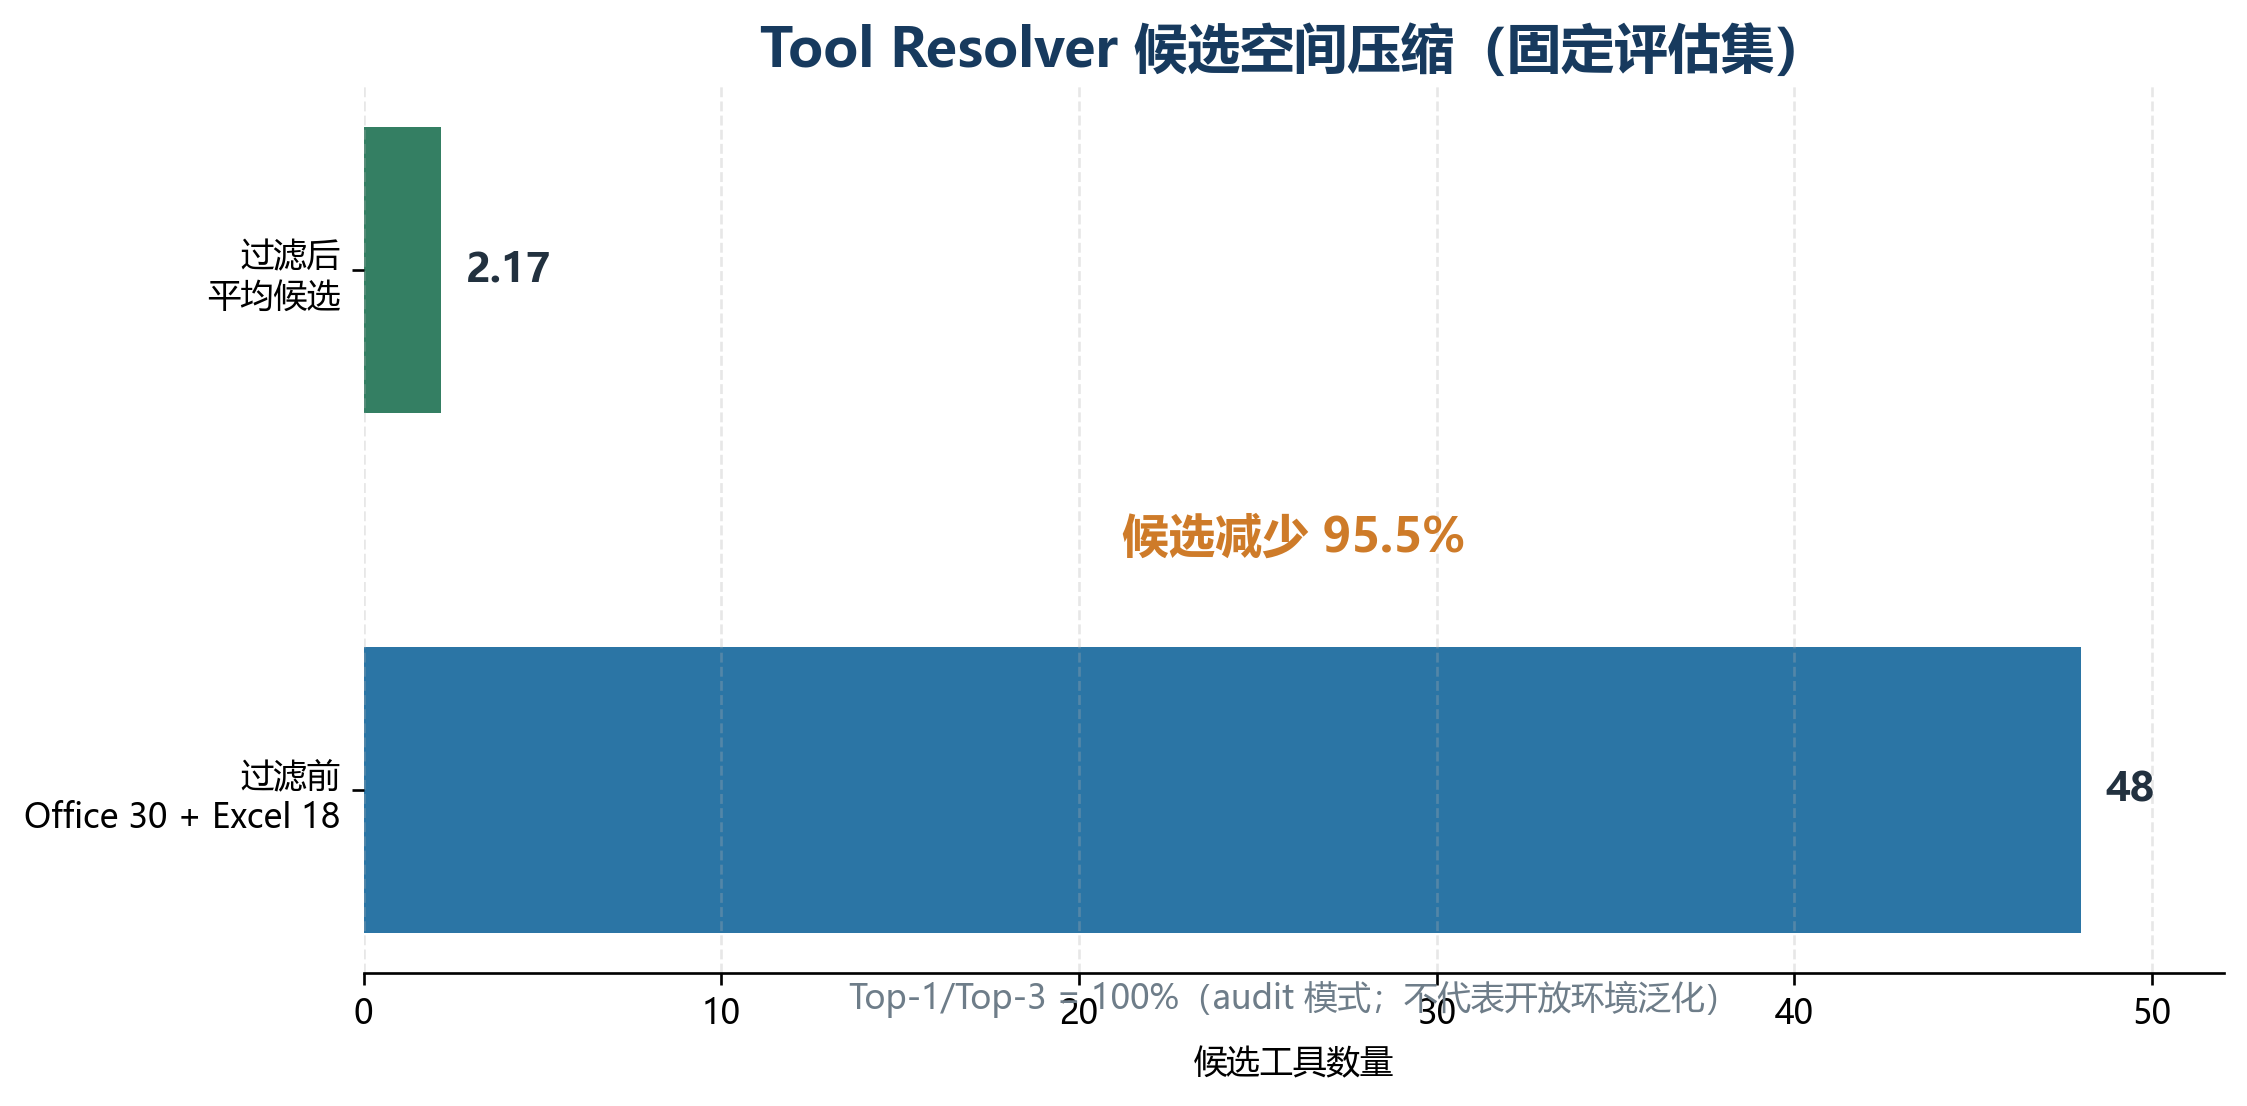 Tool Resolver 候选空间压缩（固定评估集）
过滤后
平均候选
2.17
候选减少 95.5%
过滤前
Office 30 + Excel 18
48
Top-1/Top-3 = 100%（audit 模式；不代表开放环境泛化）
0 10 20 30 40 50
候选工具数量